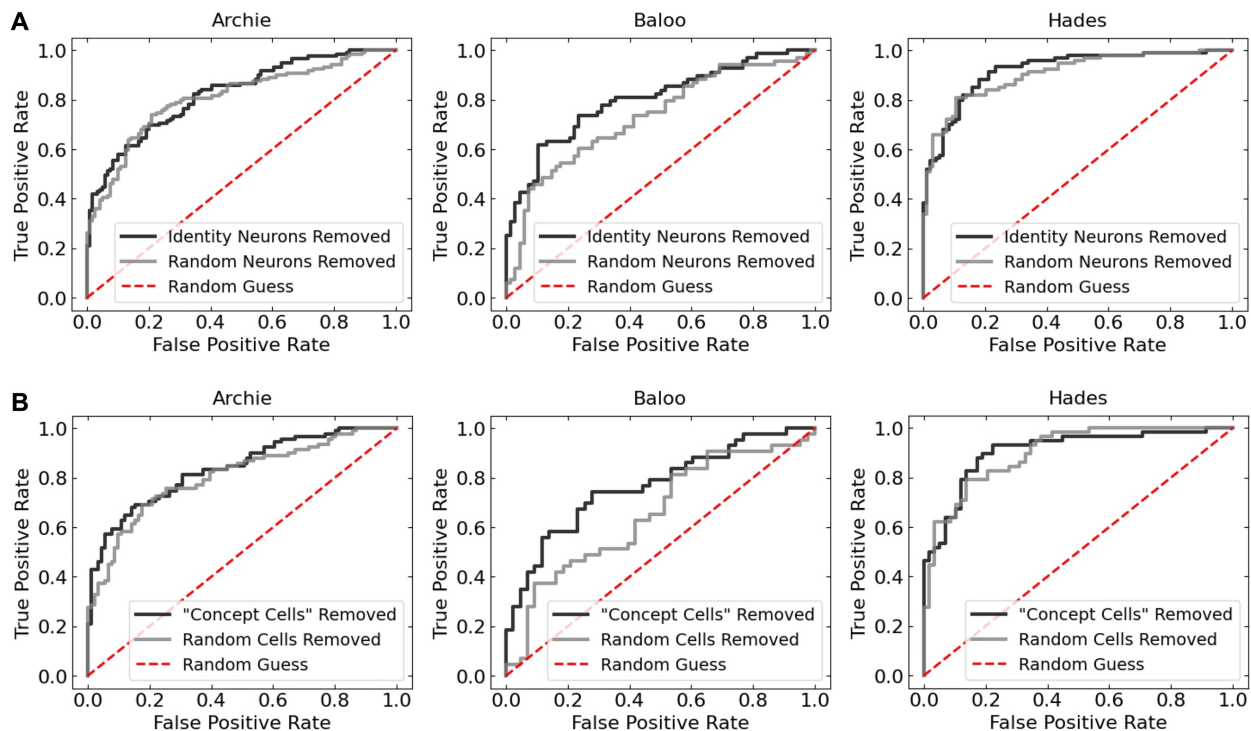 A
Archie
Baloo
Hades
True Positive Rate
1.0
0.8
0.6
0.4
0.2
0.0
Identity Neurons Removed
Random Neurons Removed
Random Guess
0.0 0.2 0.4 0.6 0.8 1.0
False Positive Rate
True Positive Rate
1.0
0.8
0.6
0.4
0.2
0.0
Identity Neurons Removed
Random Neurons Removed
Random Guess
0.0 0.2 0.4 0.6 0.8 1.0
False Positive Rate
True Positive Rate
1.0
0.8
0.6
0.4
0.2
0.0
Identity Neurons Removed
Random Neurons Removed
Random Guess
0.0 0.2 0.4 0.6 0.8 1.0
False Positive Rate
B
Archie
Baloo
Hades
True Positive Rate
1.0
0.8
0.6
0.4
0.2
0.0
"Concept Cells" Removed
Random Cells Removed
Random Guess
0.0 0.2 0.4 0.6 0.8 1.0
False Positive Rate
True Positive Rate
1.0
0.8
0.6
0.4
0.2
0.0
"Concept Cells" Removed
Random Cells Removed
Random Guess
0.0 0.2 0.4 0.6 0.8 1.0
False Positive Rate
True Positive Rate
1.0
0.8
0.6
0.4
0.2
0.0
"Concept Cells" Removed
Random Cells Removed
Random Guess
0.0 0.2 0.4 0.6 0.8 1.0
False Positive Rate